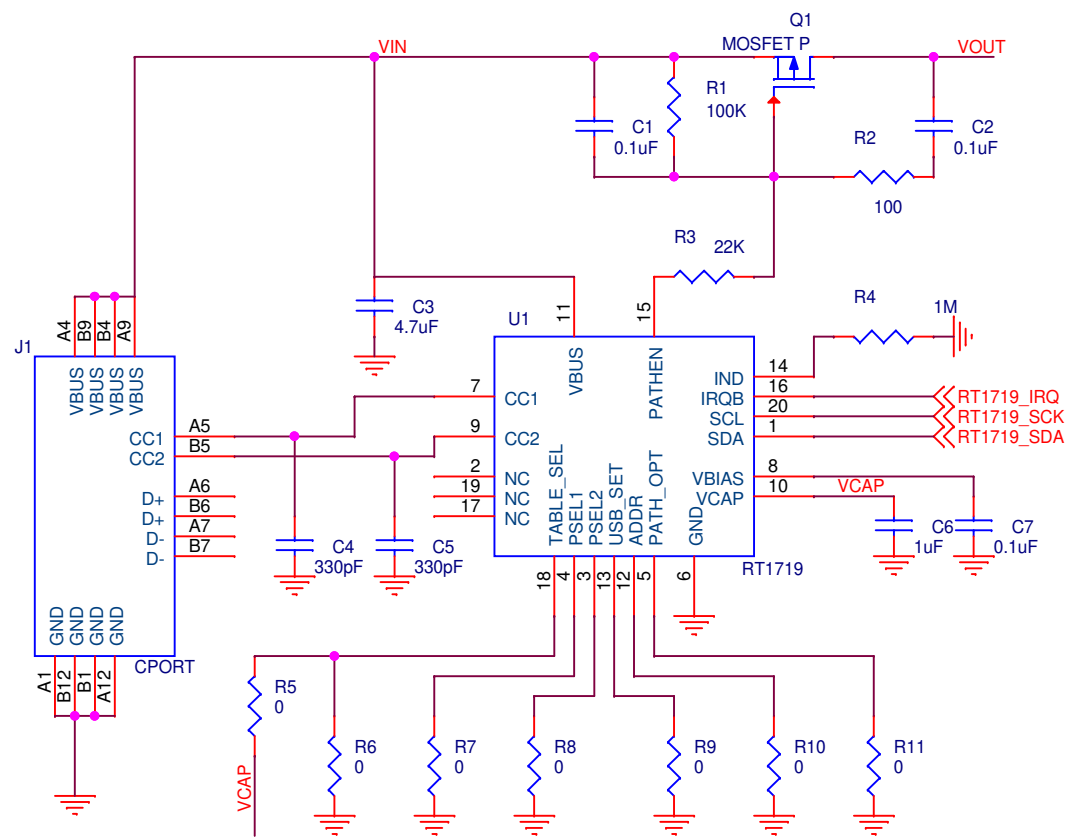 Q1
VIN
MOSFET P
VOUT
R1
100K
C1
0.1uF
C2
0.1uF
R2
100
R3
22K
R4
1M
C3
4.7uF
U1
11
15
VBUS
PATHEN
J1
A4
B9
B4
A9
VBUS
VBUS
VBUS
VBUS
7
CC1
9
CC2
2
NC
19
NC
17
NC
IND
14
IRQB
16
RT1719_IRQ
SCL
20
RT1719_SCK
SDA
1
RT1719_SDA
VBIAS
8
VCAP
10
VCAP
CC1
A5
CC2
B5
D+
A6
D+
B6
D-
A7
D-
B7
TABLE_SEL
PSEL1
PSEL2
USB_SET
ADDR
PATH_OPT
GND
C4
330pF
C5
330pF
C6
1uF
C7
0.1uF
RT1719
18
4
3
13
12
5
6
GND
GND
GND
GND
CPORT
A1
B12
B1
A12
R5
0
R6
0
R7
0
R8
0
R9
0
R10
0
R11
0
VCAP